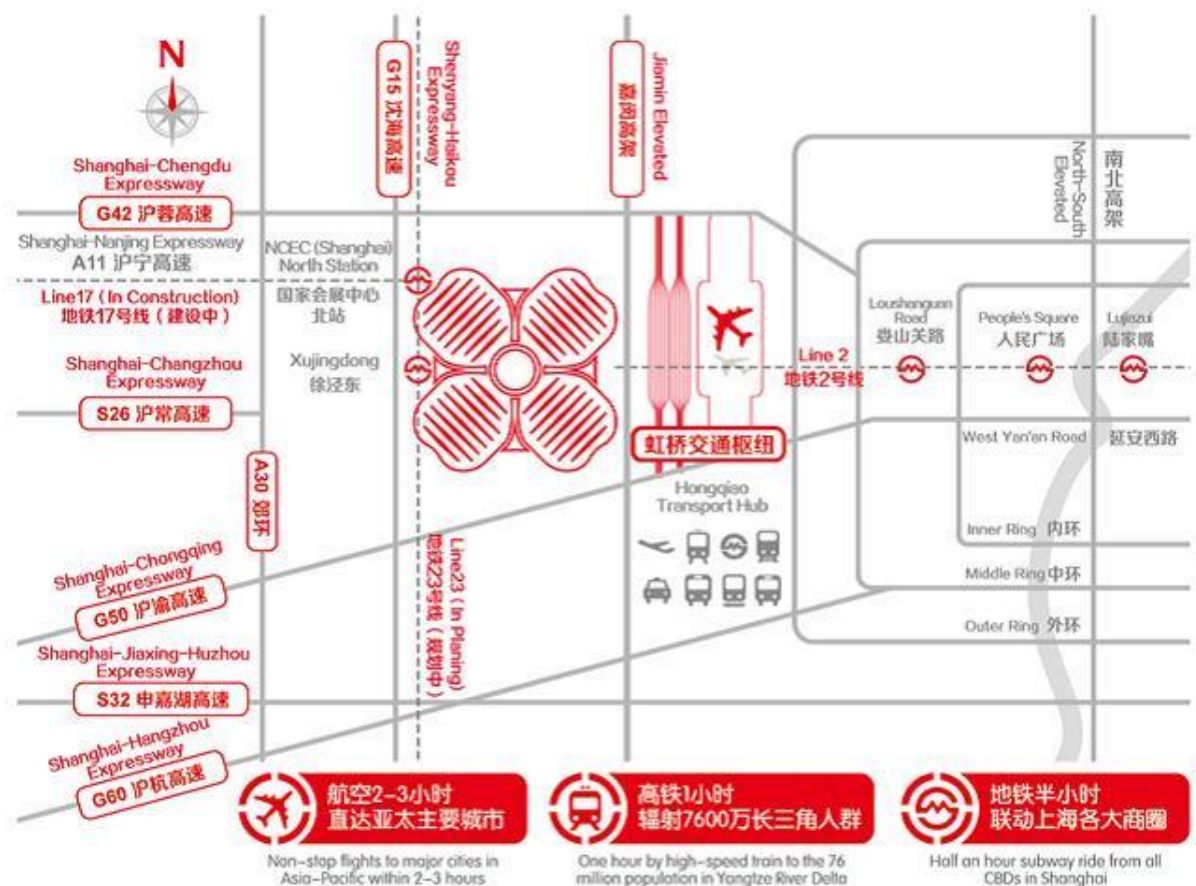 N
G15 沈海高速
Shenyang-Haikou
Expressway
嘉闵高架
Jiamin Elevated
North-South
Elevated
南北高架
Shanghai-Chengdu
Expressway
G42 沪蓉高速
Shanghai-Nanjing Expressway
A11 沪宁高速
NCEC (Shanghai)
North Station
国家会展中心
北站
Line17 (In Construction)
地铁17号线（建设中）
Loushanguan
Road
娄山关路
People's Square
人民广场
Lujiazui
陆家嘴
Shanghai-Changzhou
Expressway
S26 沪常高速
Xujingdong
徐泾东
Line 2
地铁2号线
West Yan'an Road 延安西路
虹桥交通枢纽
Hongqiao
Transport Hub
A30 郊环
Inner Ring 内环
Middle Ring 中环
Outer Ring 外环
Shanghai-Chongqing
Expressway
G50 沪渝高速
Line23 (In Planing)
地铁23号线（规划中）
Shanghai-Jiaxing-Huzhou
Expressway
S32 申嘉湖高速
Shanghai-Hangzhou
Expressway
G60 沪杭高速
航空2-3小时
直达亚太主要城市
Non-stop flights to major cities in
Asia-Pacific within 2-3 hours
高铁1小时
辐射7600万长三角人群
One hour by high-speed train to the 76
million population in Yangtze River Delta
地铁半小时
联动上海各大商圈
Half an hour subway ride from all
CBDs in Shanghai